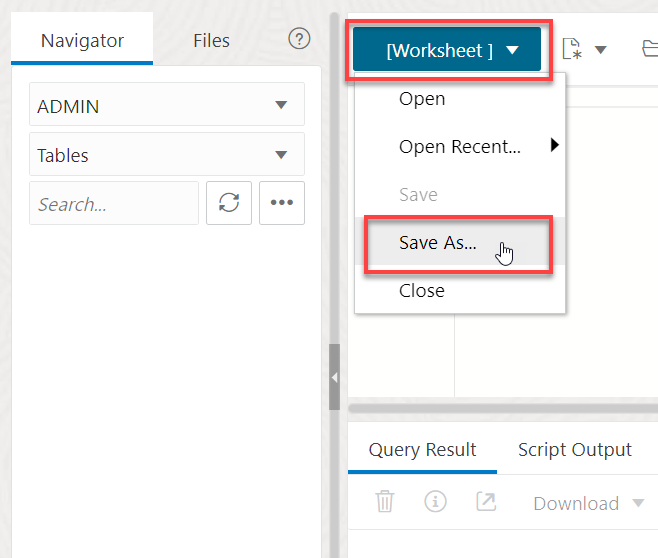 Navigator
Files
ADMIN
Tables
Search...
[Worksheet ]
Open
Open Recent...
Save
Save As...
Close
Query Result
Script Output
Download